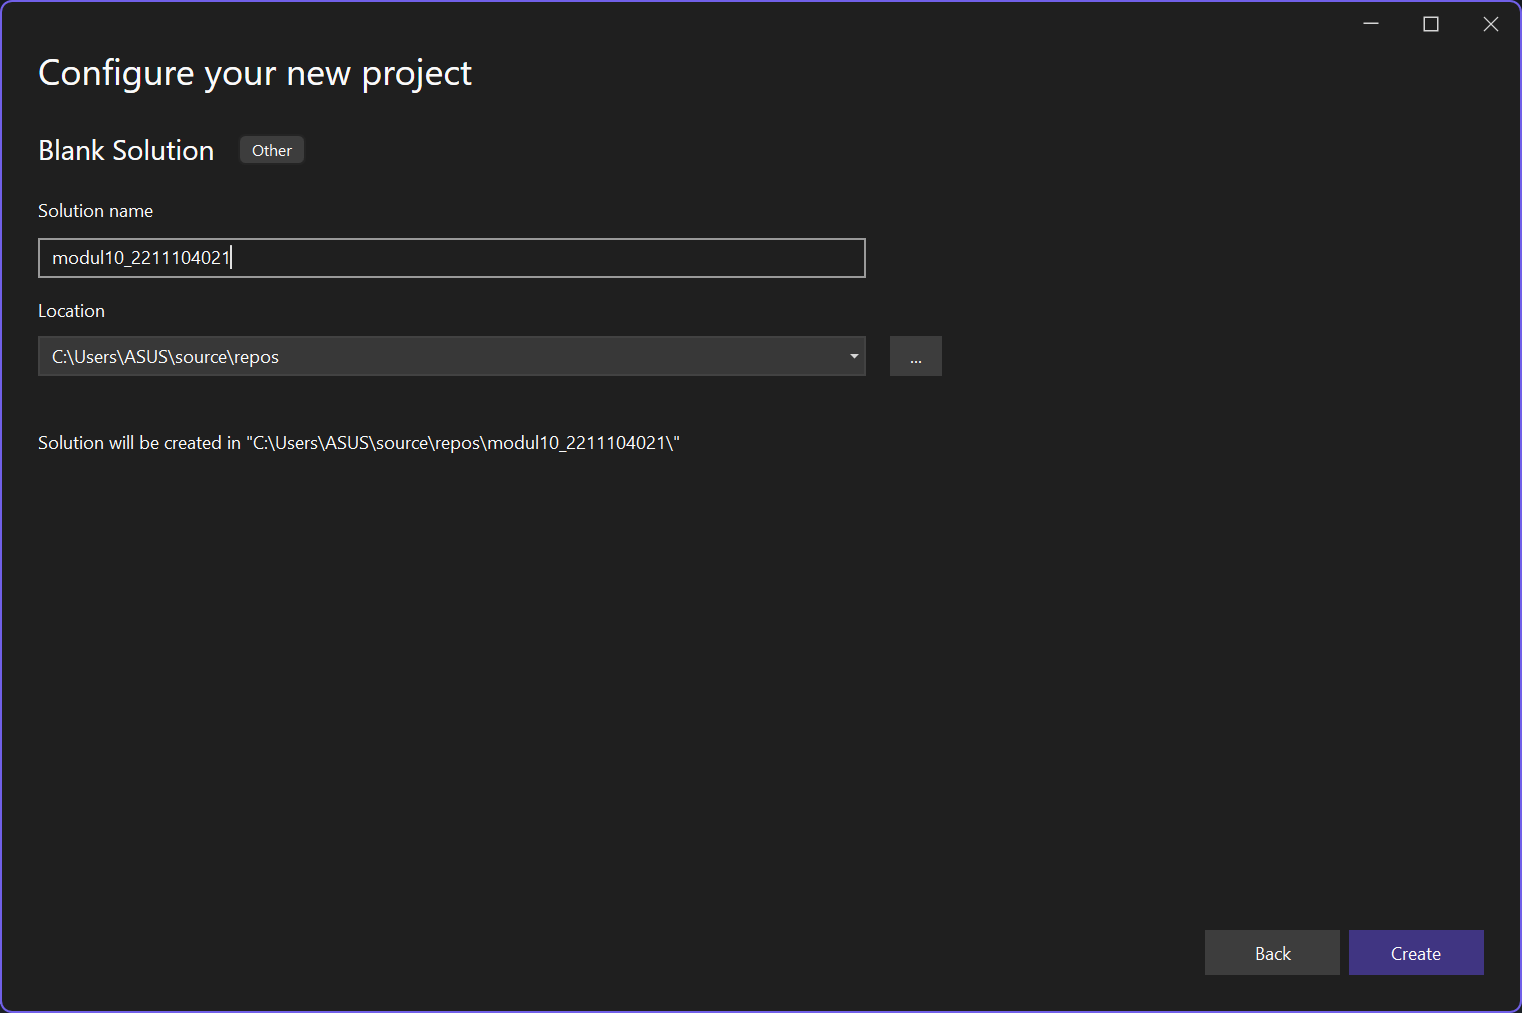 Configure your new project
Blank Solution Other
Solution name
modul10_2211104021
Location
C:\Users\ASUS\source\repos ...
Solution will be created in "C:\Users\ASUS\source\repos\modul10_2211104021\"
Back Create